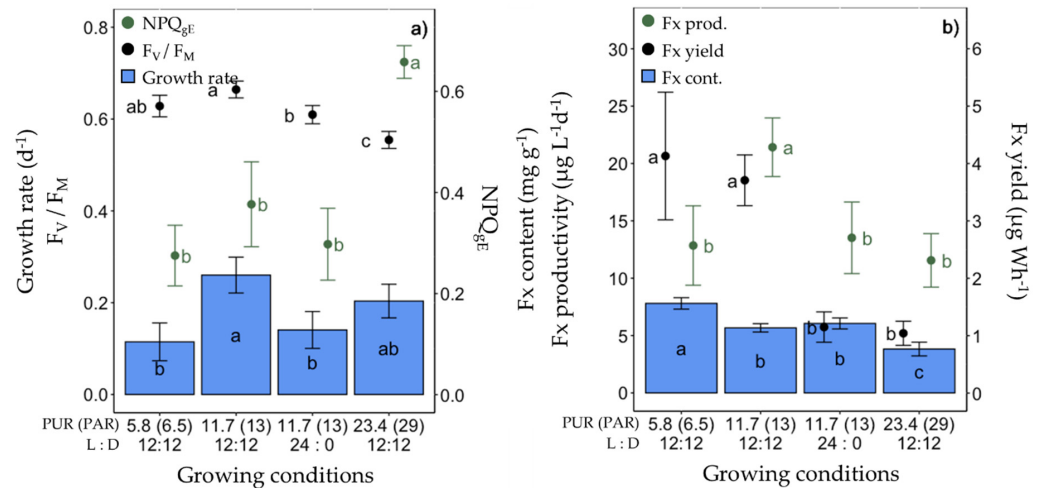 a)
NPQgE
FV / FM
Growth rate
0.8
0.6
0.4
0.2
0.0
Growth rate (d-1)
FV / FM
0.6
0.4
0.2
0.0
NPQgE
ab
a
b
c
b
b
b
a
b
a
b
ab
PUR (PAR) 5.8 (6.5) 11.7 (13) 11.7 (13) 23.4 (29)
L : D 12:12 12:12 24 : 0 12:12
Growing conditions
b)
Fx prod.
Fx yield
Fx cont.
30
25
20
15
10
5
0
Fx content (mg g-1)
Fx productivity (µg L-1d-1)
6
5
4
3
2
1
0
Fx yield (µg Wh-1)
a
a
b
b
b
a
b
b
a
b
b
c
PUR (PAR) 5.8 (6.5) 11.7 (13) 11.7 (13) 23.4 (29)
L : D 12:12 12:12 24 : 0 12:12
Growing conditions